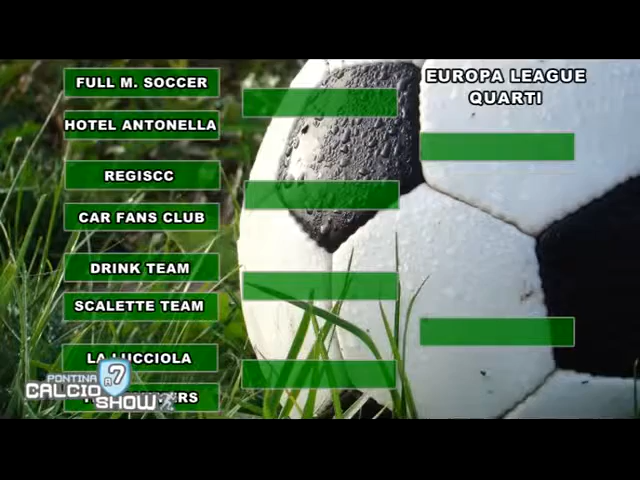 FULL M. SOCCER
HOTEL ANTONELLA
REGISCC
CAR FANS CLUB
DRINK TEAM
SCALETTE TEAM
LA LUCCIOLA
EUROPA LEAGUE
QUARTI
PONTINA
A7
CALCIO
SHOW